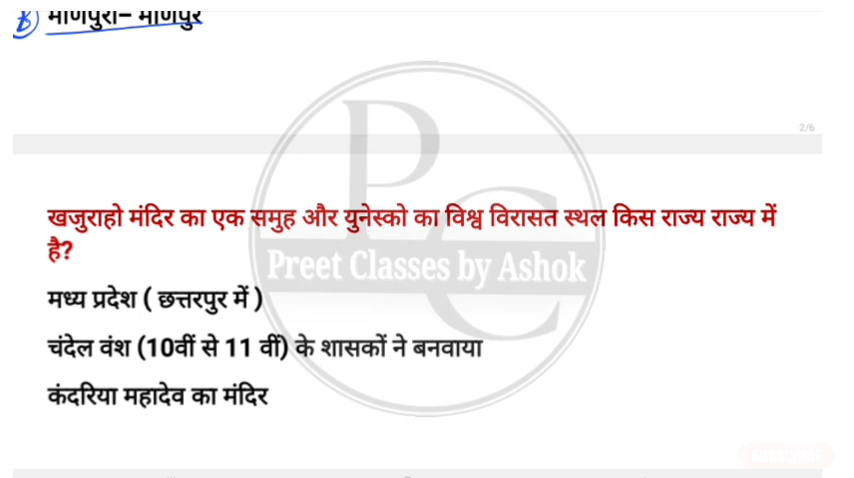 मणिपुरी– मणिपुर
2/6
खजुराहो मंदिर का एक समुह और युनेस्को का विश्व विरासत स्थल किस राज्य राज्य में
है?
Preet Classes by Ashok
मध्य प्रदेश ( छत्तरपुर में )
चंदेल वंश (10वीं से 11 वीं) के शासकों ने बनवाया
कंदरिया महादेव का मंदिर
SUBSCRIBE